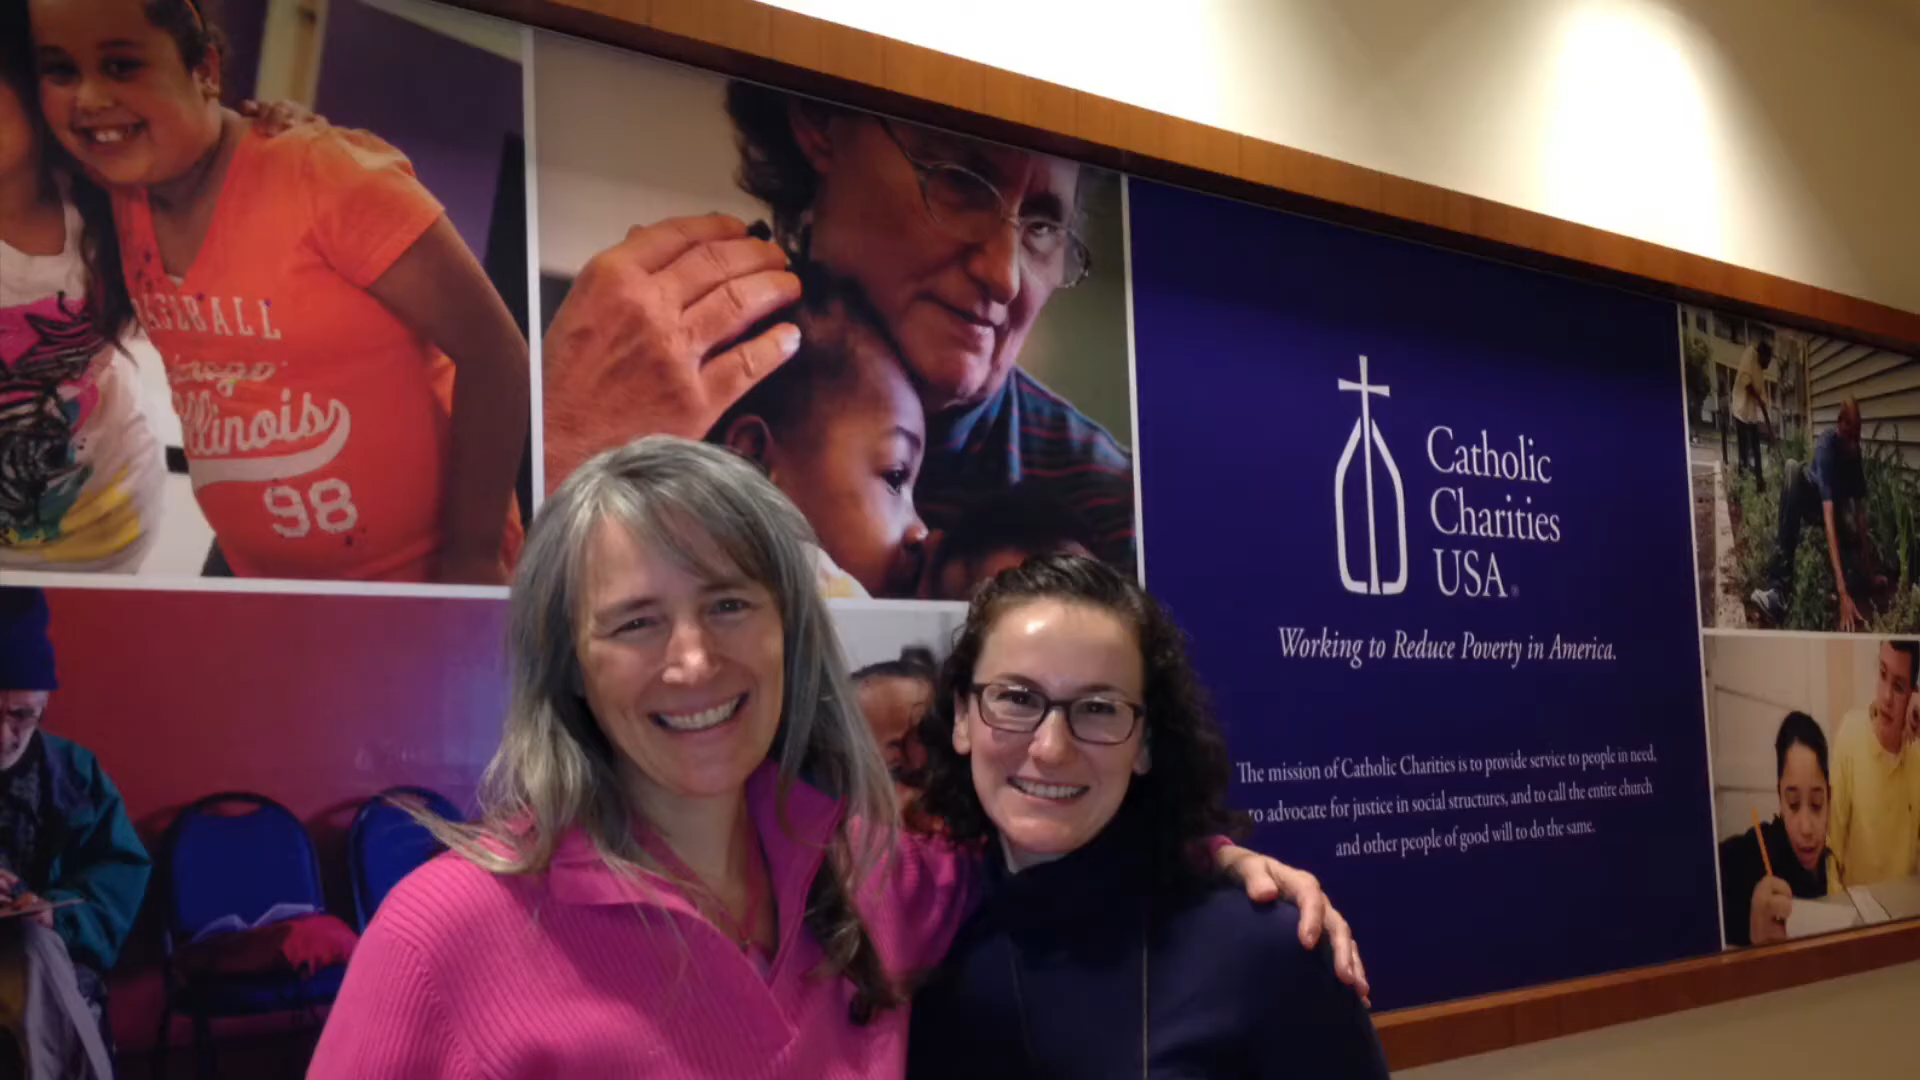 BASEBALL
Illinois
98
Catholic
Charities
USA®
Working to Reduce Poverty in America.
The mission of Catholic Charities is to provide service to people in need,
to advocate for justice in social structures, and to call the entire church
and other people of good will to do the same.